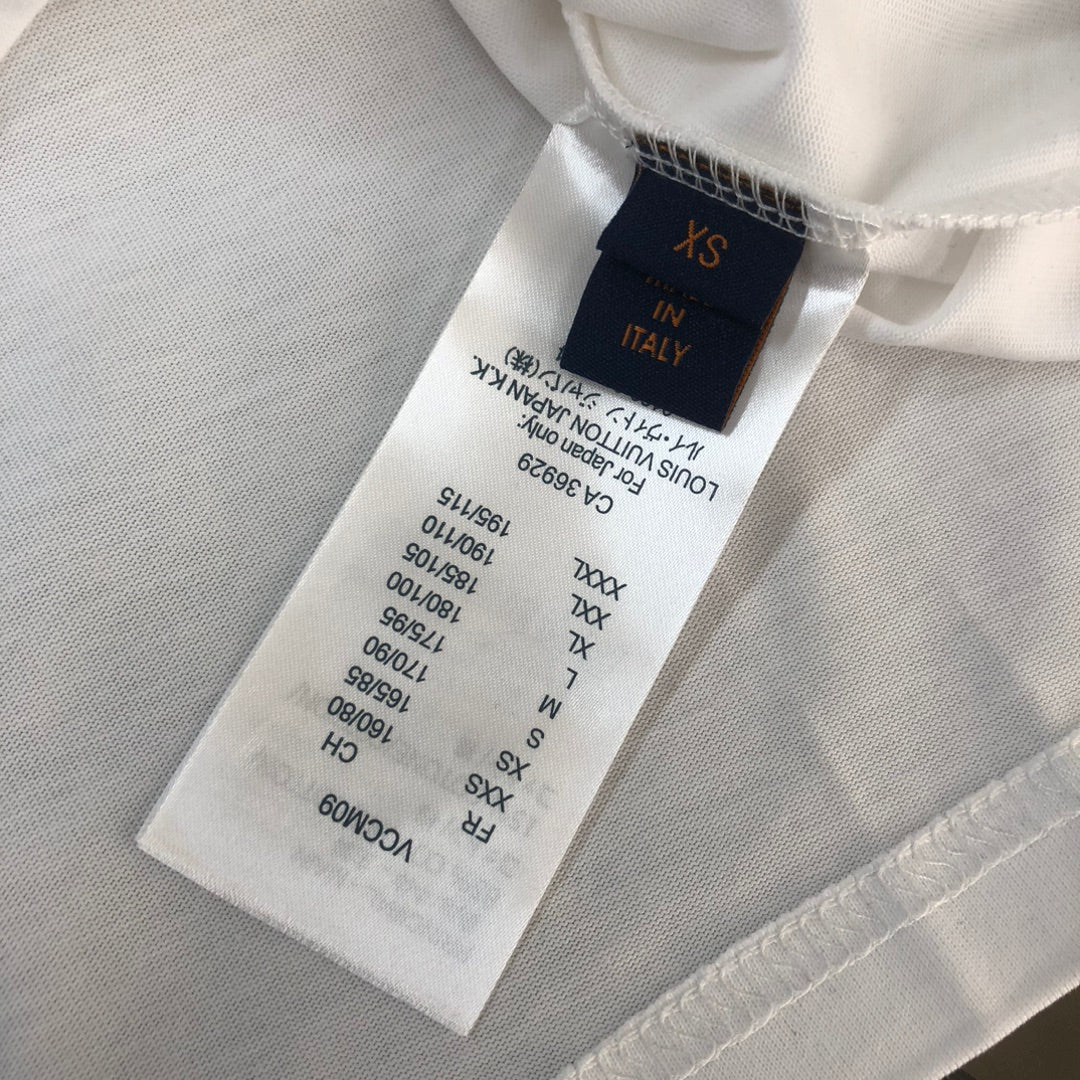 XS
IN
ITALY
VCCM09
FR CH
XXS 160/80
XS 165/85
S 170/90
M 175/95
L 180/100
XL 185/105
XXL 190/110
XXXL 195/115
CA 36929
For Japan only:
LOUIS VUITTON JAPAN K.K.
ルイ・ヴィトン ジャパン(株)